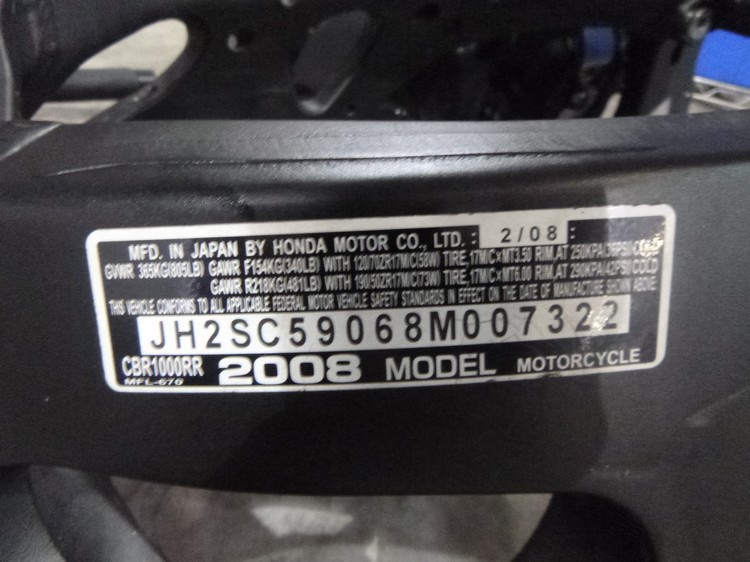 MFD. IN JAPAN BY HONDA MOTOR CO., LTD. : 2/08 :
GVWR 365KG(805LB) GAWR F154KG(340LB) WITH 120/70ZR17M/C(58W) TIRE,17M/C×MT3.50 RIM,AT 250KPA(36PSI) COLD
GAWR R218KG(481LB) WITH 190/50ZR17M/C(73W) TIRE,17M/C×MT6.00 RIM,AT 290KPA(42PSI) COLD
THIS VEHICLE CONFORMS TO ALL APPLICABLE FEDERAL MOTOR VEHICLE SAFETY STANDARDS IN EFFECT ON THE DATE OF MANUFACTURE SHOWN ABOVE
JH2SC59068M007322
CBR1000RR 2008 MODEL MOTORCYCLE
MFL-670